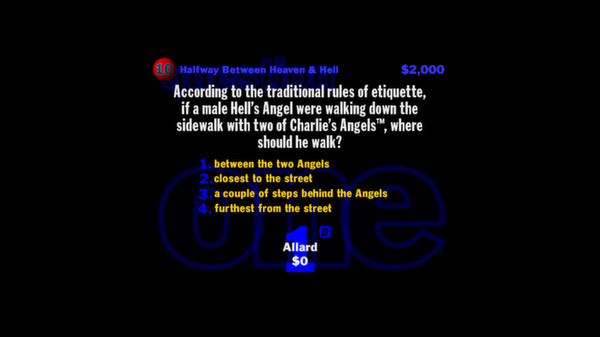 10 Halfway Between Heaven & Hell $2,000
According to the traditional rules of etiquette,
if a male Hell's Angel were walking down the
sidewalk with two of Charlie's Angels™, where
should he walk?
1. between the two Angels
2. closest to the street
3. a couple of steps behind the Angels
4. furthest from the street
one
1
Allard
$0